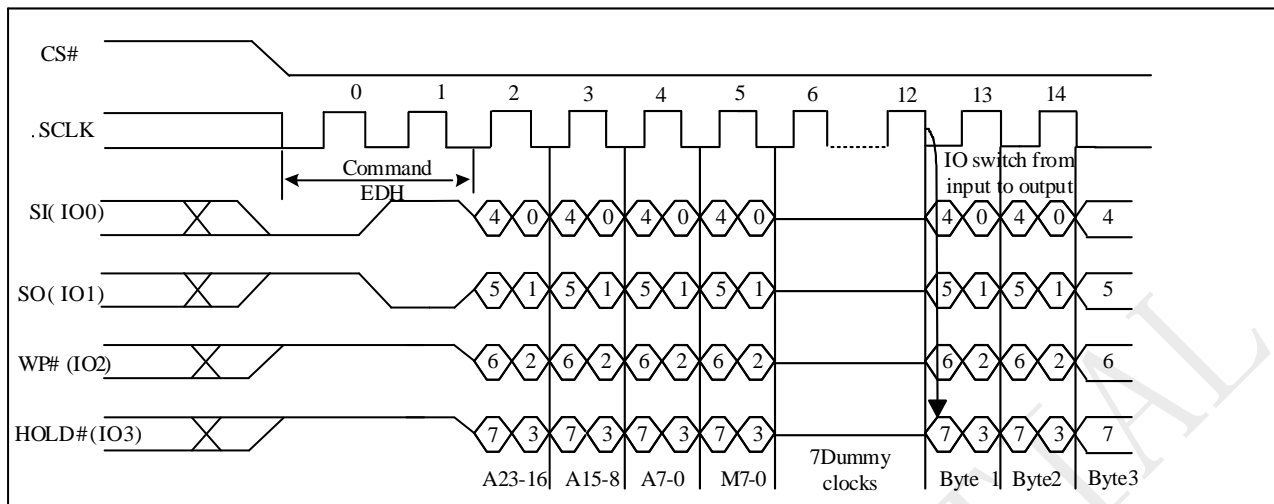 CS#
0 1 2 3 4 5 6 12 13 14
.SCLK
Command
EDH
IO switch from
input to output
SI( IO0)
4 0 4 0 4 0 4 0 4 0 4 0 4
SO( IO1)
5 1 5 1 5 1 5 1 5 1 5 1 5
WP# (IO2)
6 2 6 2 6 2 6 2 6 2 6 2 6
HOLD#(IO3)
7 3 7 3 7 3 7 3 7 3 7 3 7
A23-16 A15-8 A7-0 M7-0
7Dummy
clocks
Byte 1 Byte2 Byte3